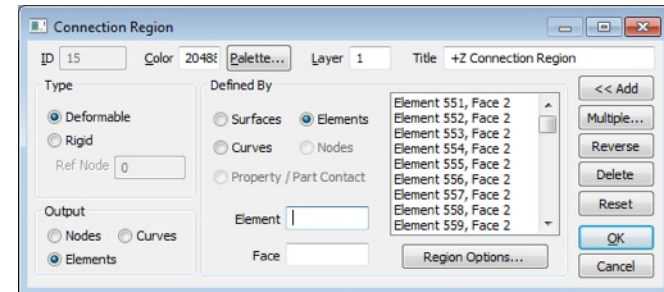 Connection Region
ID 15 Color 20488 Palette... Layer 1 Title +Z Connection Region
Type
Deformable
Rigid
Ref Node 0
Output
Nodes Curves
Elements
Defined By
Surfaces Elements
Curves Nodes
Property / Part Contact
Element
Face
Element 551, Face 2
Element 552, Face 2
Element 553, Face 2
Element 554, Face 2
Element 555, Face 2
Element 556, Face 2
Element 557, Face 2
Element 558, Face 2
Element 559, Face 2
Region Options...
<< Add
Multiple...
Reverse
Delete
Reset
OK
Cancel